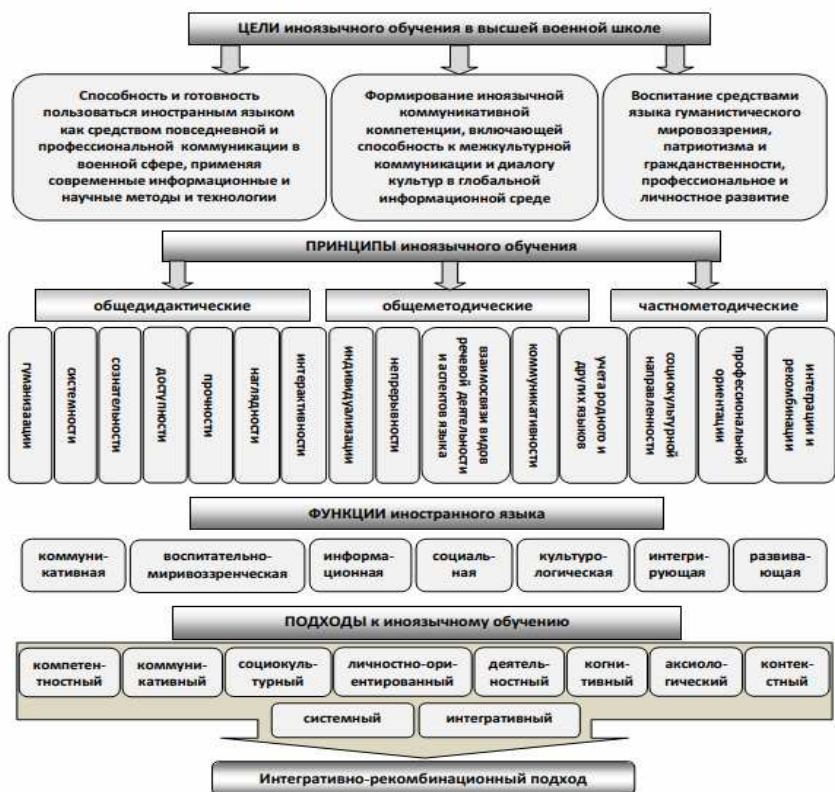 ЦЕЛИ иноязычного обучения в высшей военной школе
Способность и готовность
пользоваться иностранным языком
как средством повседневной и
профессиональной коммуникации в
военной сфере, применяя
современные информационные и
научные методы и технологии
Формирование иноязычной
коммуникативной
компетенции, включающей
способность к межкультурной
коммуникации и диалогу
культур в глобальной
информационной среде
Воспитание средствами
языка гуманистического
мировоззрения,
патриотизма и
гражданственности,
профессиональное и
личностное развитие
ПРИНЦИПЫ иноязычного обучения
общедидактические
общеметодические
частнометодические
гуманизации
системности
сознательности
доступности
прочности
наглядности
интерактивности
индивидуализации
непрерывности
взаимосвязи видов
речевой деятельности
и аспектов языка
коммуникативности
учета родного и
других языков
социокультурной
направленности
профессиональной
ориентации
интеграции и
рекомбинации
ФУНКЦИИ иностранного языка
коммуни-
кативная
воспитательно-
миривоззренческая
информа-
ционная
социаль-
ная
культуро-
логическая
интегри-
рующая
развива-
ющая
ПОДХОДЫ к иноязычному обучению
компетен-
тностный
коммуни-
кативный
социокуль-
турный
личностно-ори-
ентированный
деятель-
ностный
когни-
тивный
аксиоло-
гический
контек-
стный
системный
интегративный
Интегративно-рекомбинационный подход